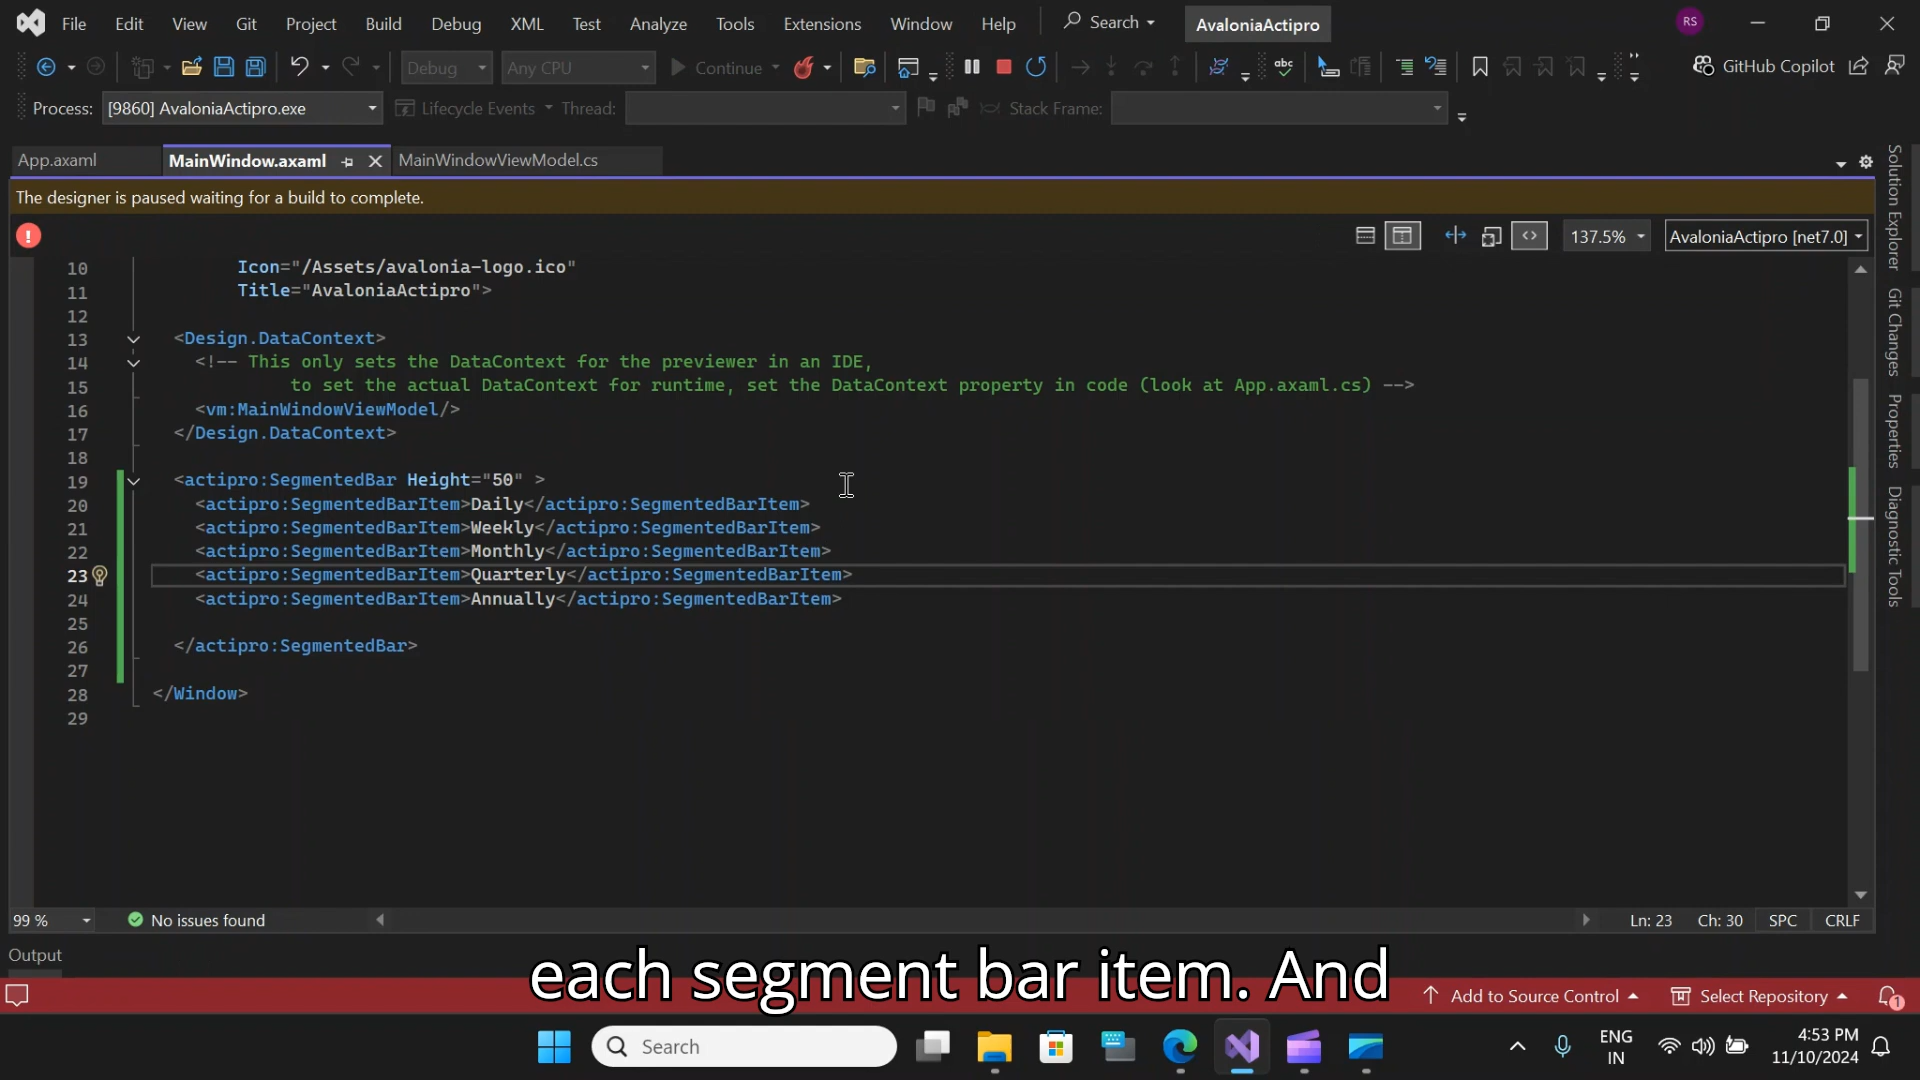 File Edit View Git Project Build Debug XML Test Analyze Tools Extensions Window Help Search AvaloniaActipro RS
Debug Any CPU Continue abc GitHub Copilot
Process: [9860] AvaloniaActipro.exe Lifecycle Events Thread: Stack Frame:
App.axaml MainWindow.axaml MainWindowViewModel.cs
The designer is paused waiting for a build to complete.
137.5% AvaloniaActipro [net7.0]
10 Icon="/Assets/avalonia-logo.ico"
11 Title="AvaloniaActipro">
12
13 <Design.DataContext>
14 <!-- This only sets the DataContext for the previewer in an IDE,
15 to set the actual DataContext for runtime, set the DataContext property in code (look at App.axaml.cs) -->
16 <vm:MainWindowViewModel/>
17 </Design.DataContext>
18
19 <actipro:SegmentedBar Height="50" >
20 <actipro:SegmentedBarItem>Daily</actipro:SegmentedBarItem>
21 <actipro:SegmentedBarItem>Weekly</actipro:SegmentedBarItem>
22 <actipro:SegmentedBarItem>Monthly</actipro:SegmentedBarItem>
23 <actipro:SegmentedBarItem>Quarterly</actipro:SegmentedBarItem>
24 <actipro:SegmentedBarItem>Annually</actipro:SegmentedBarItem>
25
26 </actipro:SegmentedBar>
27
28 </Window>
29
Solution Explorer
Git Changes
Properties
Diagnostic Tools
99 % No issues found Ln: 23 Ch: 30 SPC CRLF
Output
each segment bar item. And
Add to Source Control Select Repository 1
Search
ENG
IN
4:53 PM
11/10/2024